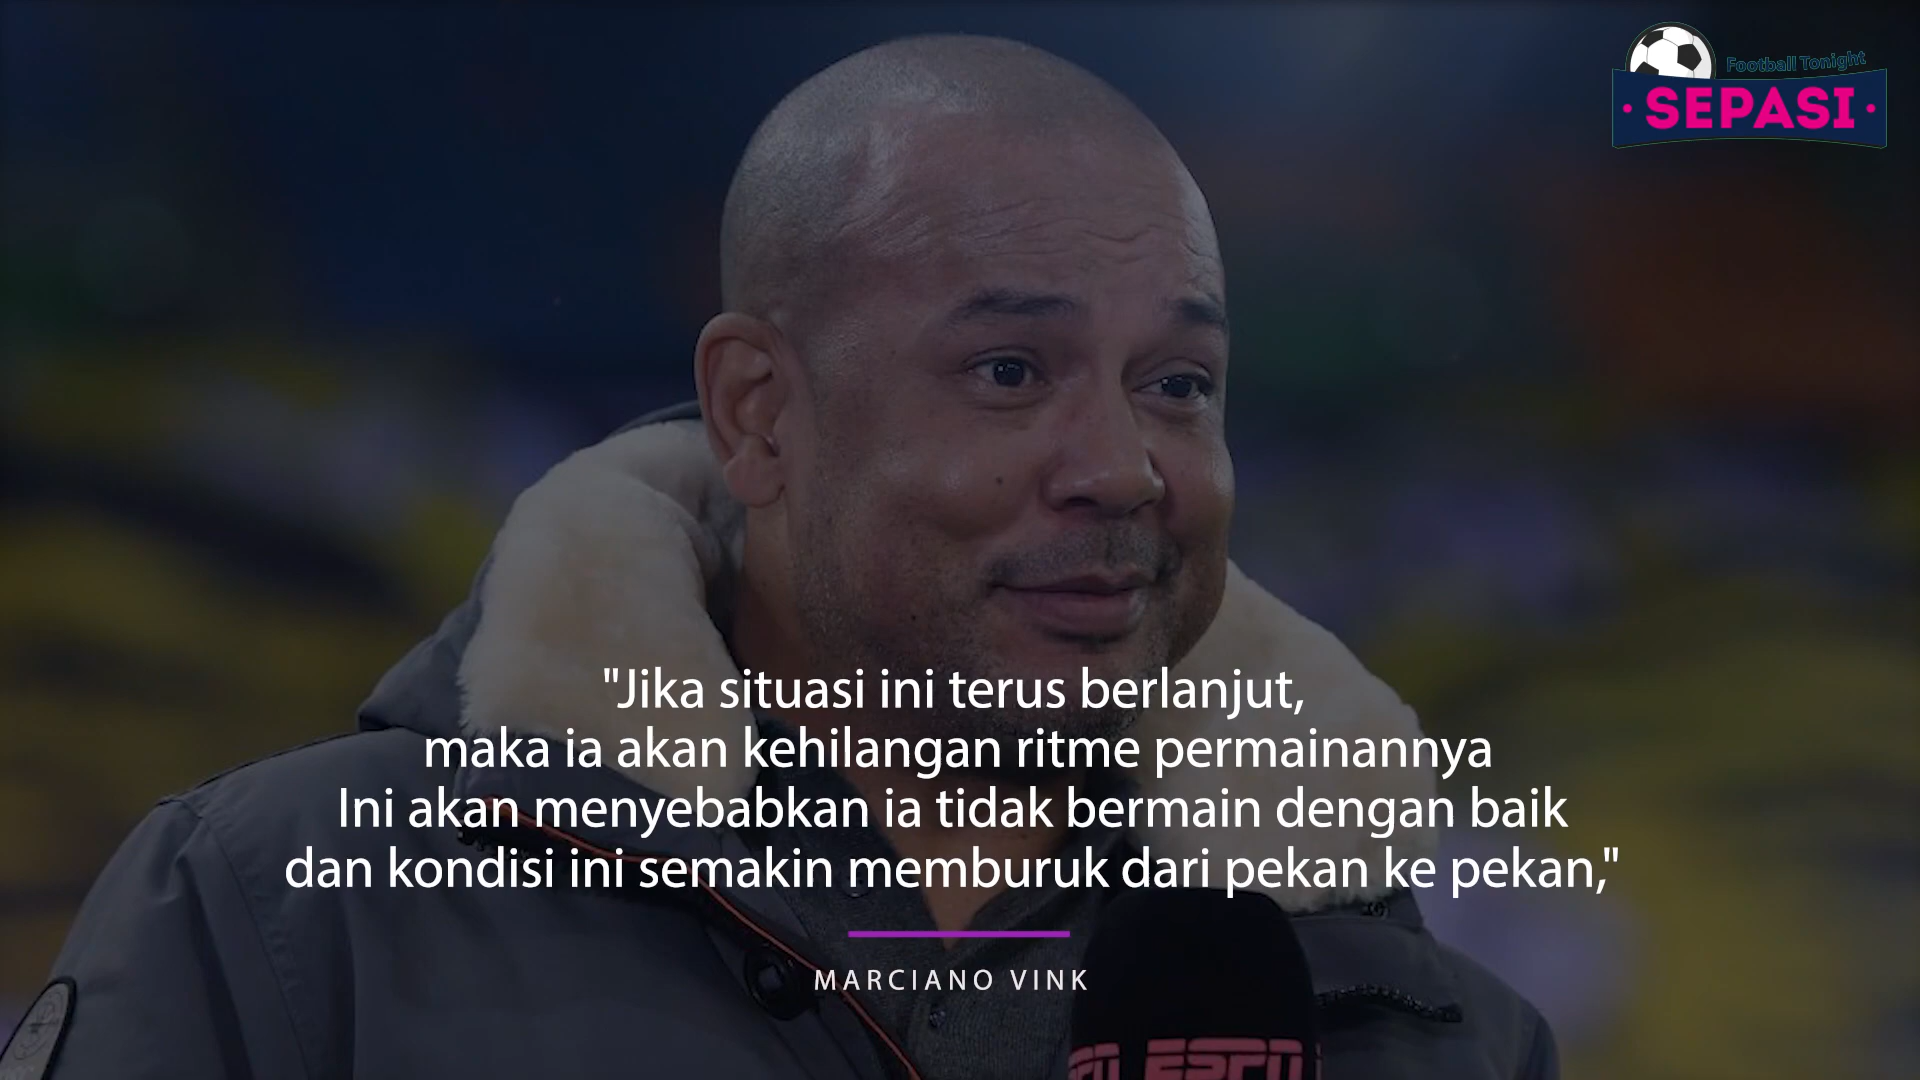 Football Tonight
SEPASI
"Jika situasi ini terus berlanjut,
maka ia akan kehilangan ritme permainannya
Ini akan menyebabkan ia tidak bermain dengan baik
dan kondisi ini semakin memburuk dari pekan ke pekan,"
MARCIANO VINK
ESPN